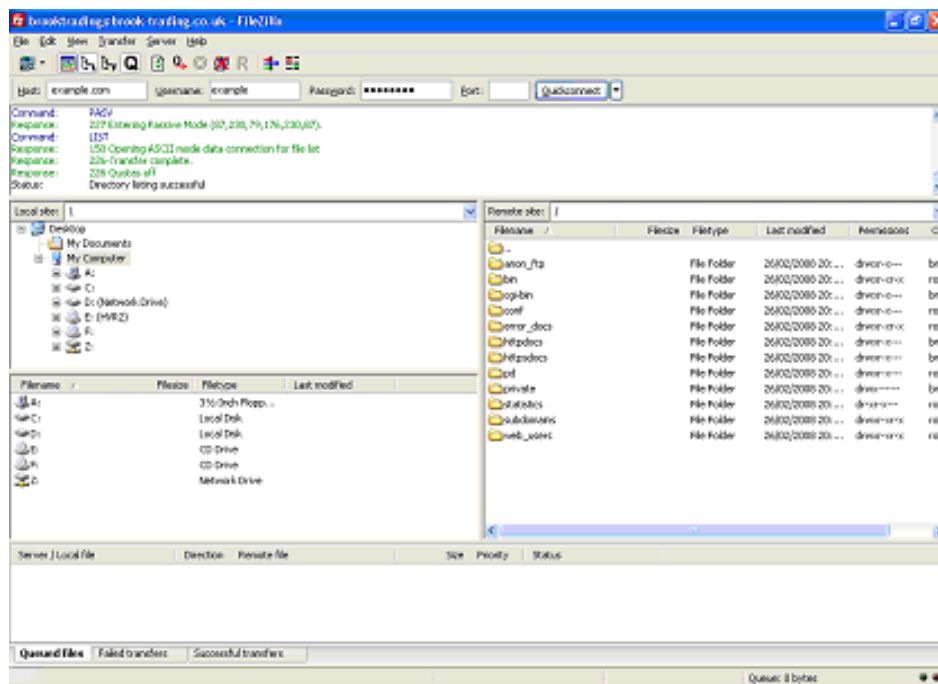 brooktradings brook-trading.co.uk - FileZilla
File Edit View Transfer Server Help
Host: example.com Username: example Password: ●●●●●●●● Port: Quickconnect
Command: PASV
Response: 227 Entering Passive Mode (87,230,79,176,230,87).
Command: LIST
Response: 150 Opening ASCII mode data connection for file list
Response: 226-Transfer complete.
Response: 226 Quotas off
Status: Directory listing successful
Local site: \
Desktop
My Documents
My Computer
A:
C:
D: (Network Drive)
E: (HVR2)
F:
Z:
Filename / Filesize Filetype Last modified
A: 3½-Inch Floppy...
C: Local Disk
D: Local Disk
E: CD Drive
F: CD Drive
Z: Network Drive
Remote site: /
Filename / Filesize Filetype Last modified Permissions
..
anon_ftp File Folder 26/02/2008 20:... drwxr-x---
bin File Folder 26/02/2008 20:... drwxr-xr-x
cgi-bin File Folder 26/02/2008 20:... drwxr-x---
conf File Folder 26/02/2008 20:... drwxr-x---
error_docs File Folder 26/02/2008 20:... drwxr-xr-x
httpdocs File Folder 26/02/2008 20:... drwxr-x---
httpsdocs File Folder 26/02/2008 20:... drwxr-x---
pd File Folder 26/02/2008 20:... drwxr-x---
private File Folder 26/02/2008 20:... drwx------
statistics File Folder 26/02/2008 20:... dr-xr-x---
subdomains File Folder 26/02/2008 20:... drwxr-xr-x
web_users File Folder 26/02/2008 20:... drwxr-xr-x
Server / Local file Direction Remote file Size Priority Status
Queued files Failed transfers Successful transfers
Queue: 0 bytes